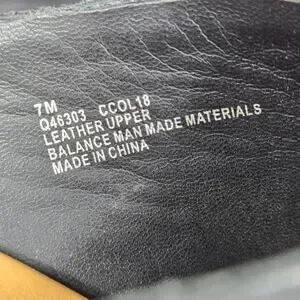 7M
Q46303 CCOL18
LEATHER UPPER
BALANCE MAN MADE MATERIALS
MADE IN CHINA